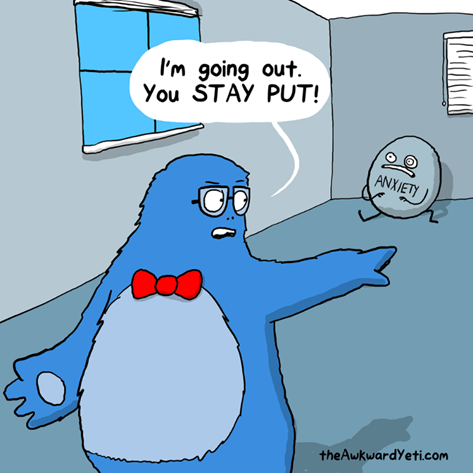 I'm going out.
You STAY PUT!
ANXIETY
theAwkwardYeti.com